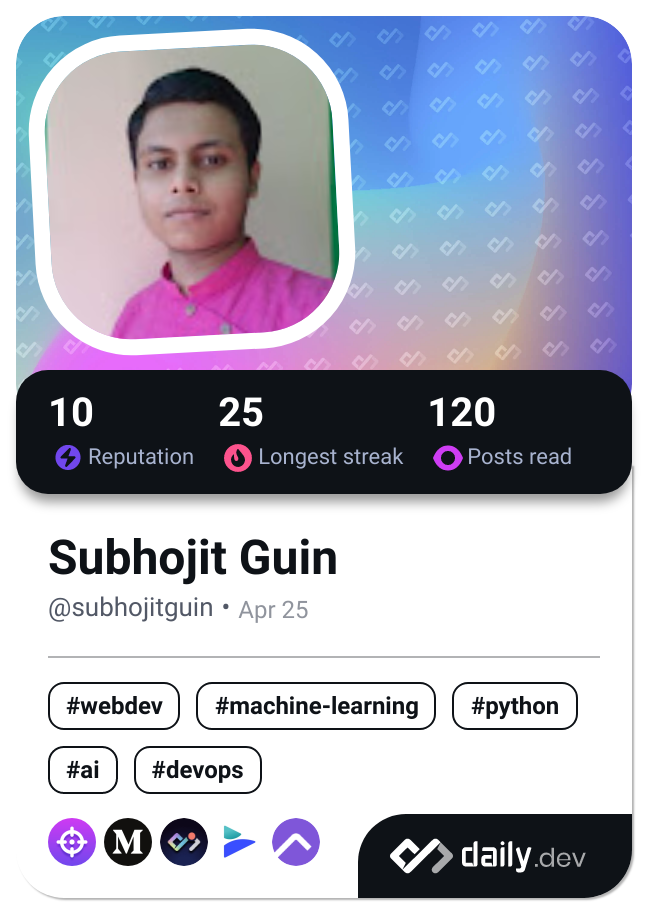 10 25 120
Reputation Longest streak Posts read
Subhojit Guin
@subhojitguin • Apr 25
#webdev #machine-learning #python
#ai #devops
M
daily.dev